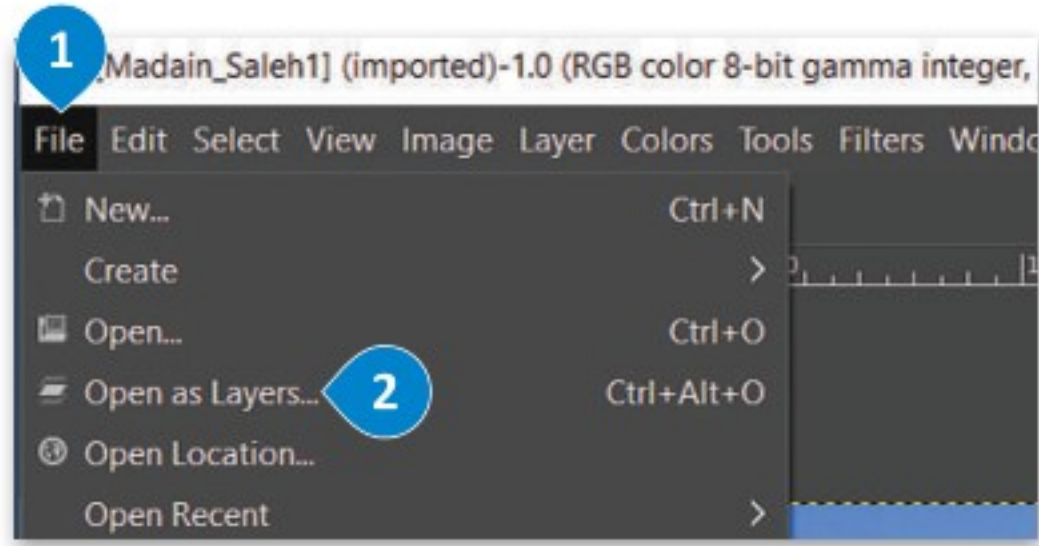 1
[Madain_Saleh1] (imported)-1.0 (RGB color 8-bit gamma integer,
File Edit Select View Image Layer Colors Tools Filters Windo
New... Ctrl+N
Create >
Open... Ctrl+O
Open as Layers... 2 Ctrl+Alt+O
Open Location...
Open Recent >